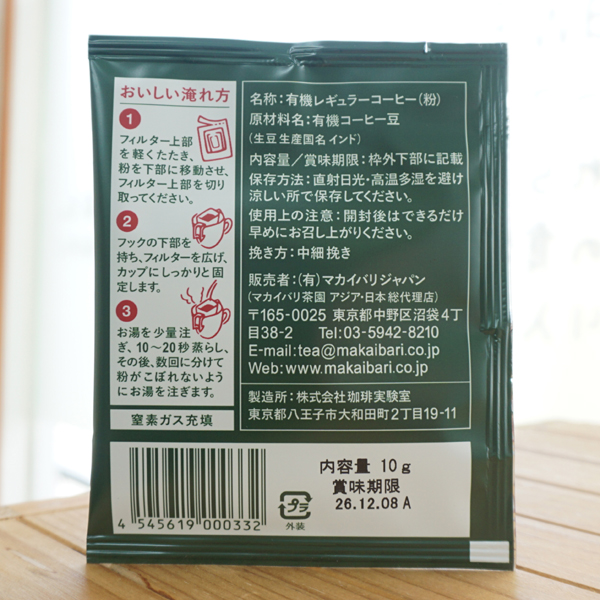 おいしい淹れ方
1
フィルター上部
を軽くたたき、
粉を下部に移動させ、
フィルター上部を切り
取ってください。
2
フックの下部を
持ち、フィルターを広げ、
カップにしっかりと固
定します。
3
お湯を少量注
ぎ、10〜20秒蒸らし、
その後、数回に分けて
粉がこぼれないよう
にお湯を注ぎます。
窒素ガス充填
名称：有機レギュラーコーヒー（粉）
原材料名：有機コーヒー豆
（生豆生産国名 インド）
内容量／賞味期限：枠外下部に記載
保存方法：直射日光・高温多湿を避け
涼しい所で保存してください。
使用上の注意：開封後はできるだけ
早めにお召し上がりください。
挽き方：中細挽き
販売者：（有）マカイバリジャパン
（マカイバリ茶園 アジア・日本総代理店）
〒165-0025 東京都中野区沼袋4丁
目38-2 Tel:03-5942-8210
E-mail:tea@makaibari.co.jp
Web:www.makaibari.co.jp
製造所：株式会社珈琲実験室
東京都八王子市大和田町2丁目19-11
4 545619 000332
プラ
外装
内容量 10g
賞味期限
26.12.08 A